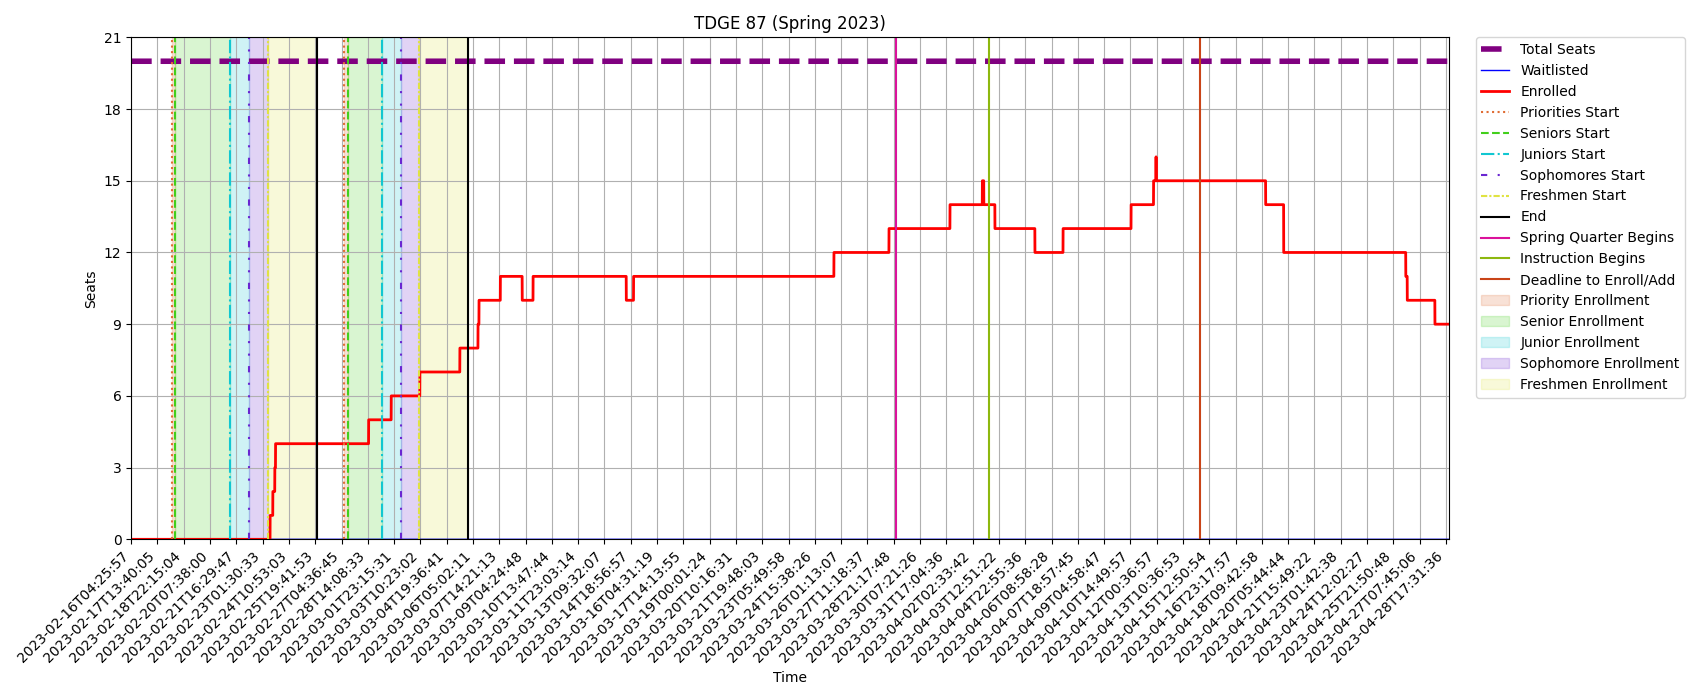 TDGE 87 (Spring 2023)
21
18
15
12
9
6
3
0
Seats
2023-02-16T04:25:57
2023-02-17T13:40:05
2023-02-18T22:15:04
2023-02-20T07:38:00
2023-02-21T16:29:47
2023-02-23T01:30:33
2023-02-24T10:53:03
2023-02-25T19:41:53
2023-02-27T04:36:45
2023-02-28T14:08:33
2023-03-01T23:15:31
2023-03-03T10:23:02
2023-03-04T19:36:41
2023-03-06T05:02:11
2023-03-07T14:21:13
2023-03-09T04:24:48
2023-03-10T13:47:44
2023-03-11T23:03:14
2023-03-13T09:32:07
2023-03-14T18:56:57
2023-03-16T04:31:19
2023-03-17T14:13:55
2023-03-19T00:01:24
2023-03-20T10:16:31
2023-03-21T19:48:03
2023-03-23T05:49:58
2023-03-24T15:38:26
2023-03-26T01:13:07
2023-03-27T11:18:37
2023-03-28T21:17:48
2023-03-30T07:21:26
2023-03-31T17:04:36
2023-04-02T02:33:42
2023-04-03T12:51:22
2023-04-04T22:55:36
2023-04-06T08:58:28
2023-04-07T18:57:45
2023-04-09T04:58:47
2023-04-10T14:49:57
2023-04-12T00:36:57
2023-04-13T10:36:53
2023-04-15T12:50:54
2023-04-16T23:17:57
2023-04-18T09:42:58
2023-04-20T05:44:44
2023-04-21T15:49:22
2023-04-23T01:42:38
2023-04-24T12:02:27
2023-04-25T21:50:48
2023-04-27T07:45:06
2023-04-28T17:31:36
Time
Total Seats
Waitlisted
Enrolled
Priorities Start
Seniors Start
Juniors Start
Sophomores Start
Freshmen Start
End
Spring Quarter Begins
Instruction Begins
Deadline to Enroll/Add
Priority Enrollment
Senior Enrollment
Junior Enrollment
Sophomore Enrollment
Freshmen Enrollment